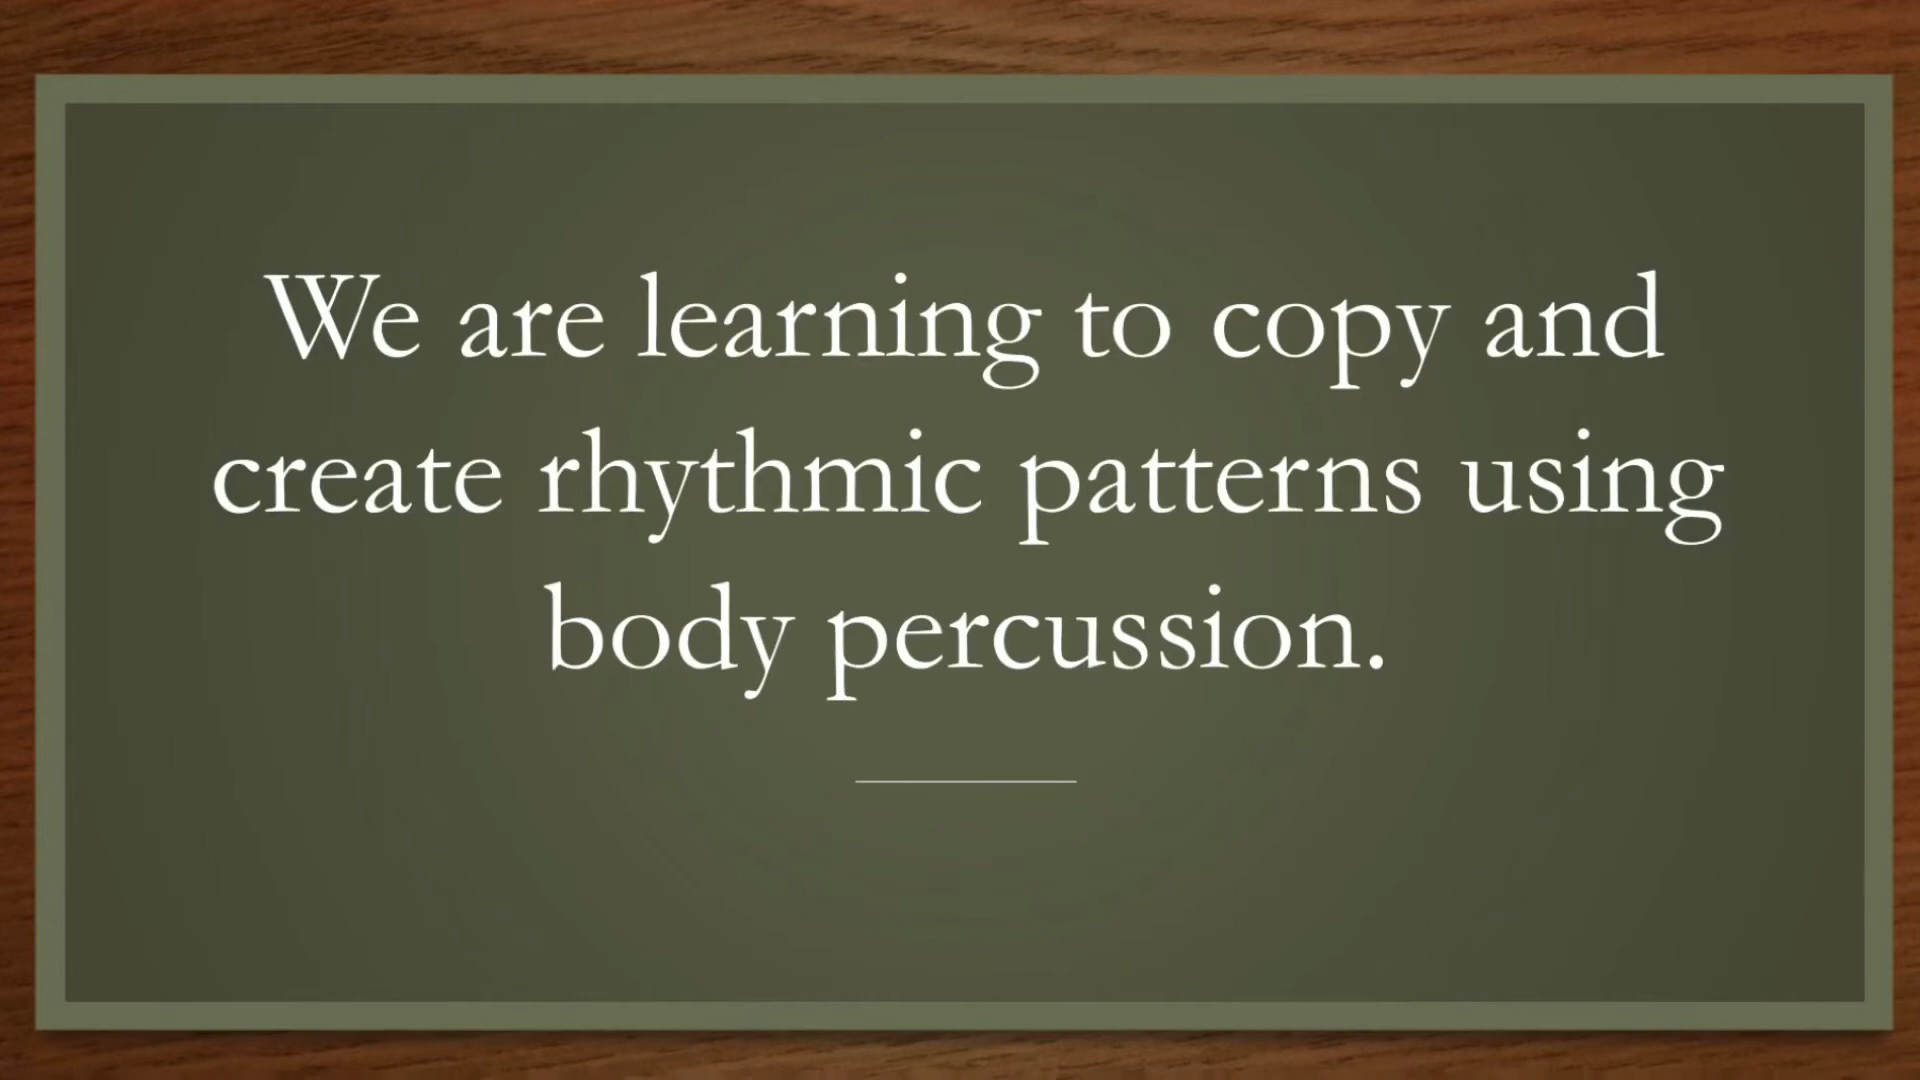 We are learning to copy and
create rhythmic patterns using
body percussion.